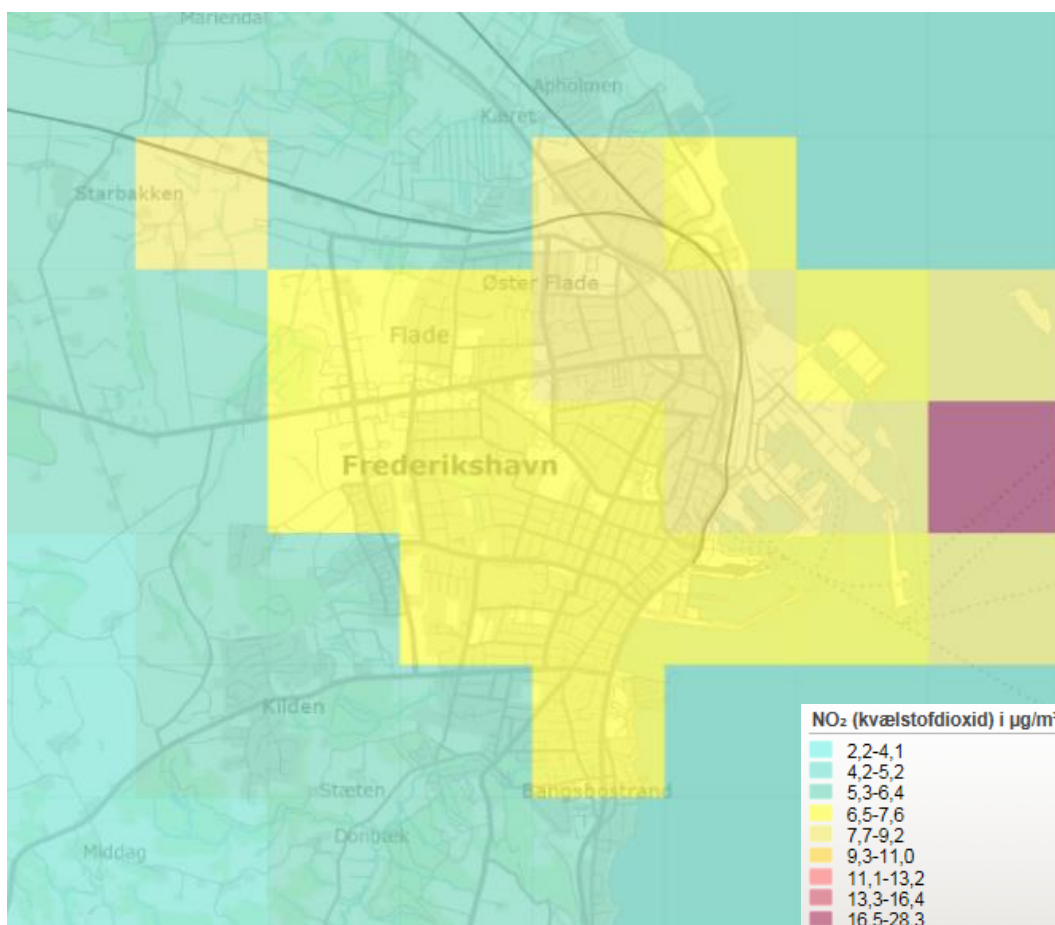 Mariendal
Apholmen
Kæret
Starbakken
Øster Flade
Flade
Frederikshavn
Kilden
Stæten
Bangsbostrand
Donbæk
Middag
NO₂ (kvælstofdioxid) i µg/m³
2,2-4,1
4,2-5,2
5,3-6,4
6,5-7,6
7,7-9,2
9,3-11,0
11,1-13,2
13,3-16,4
16,5-28,3